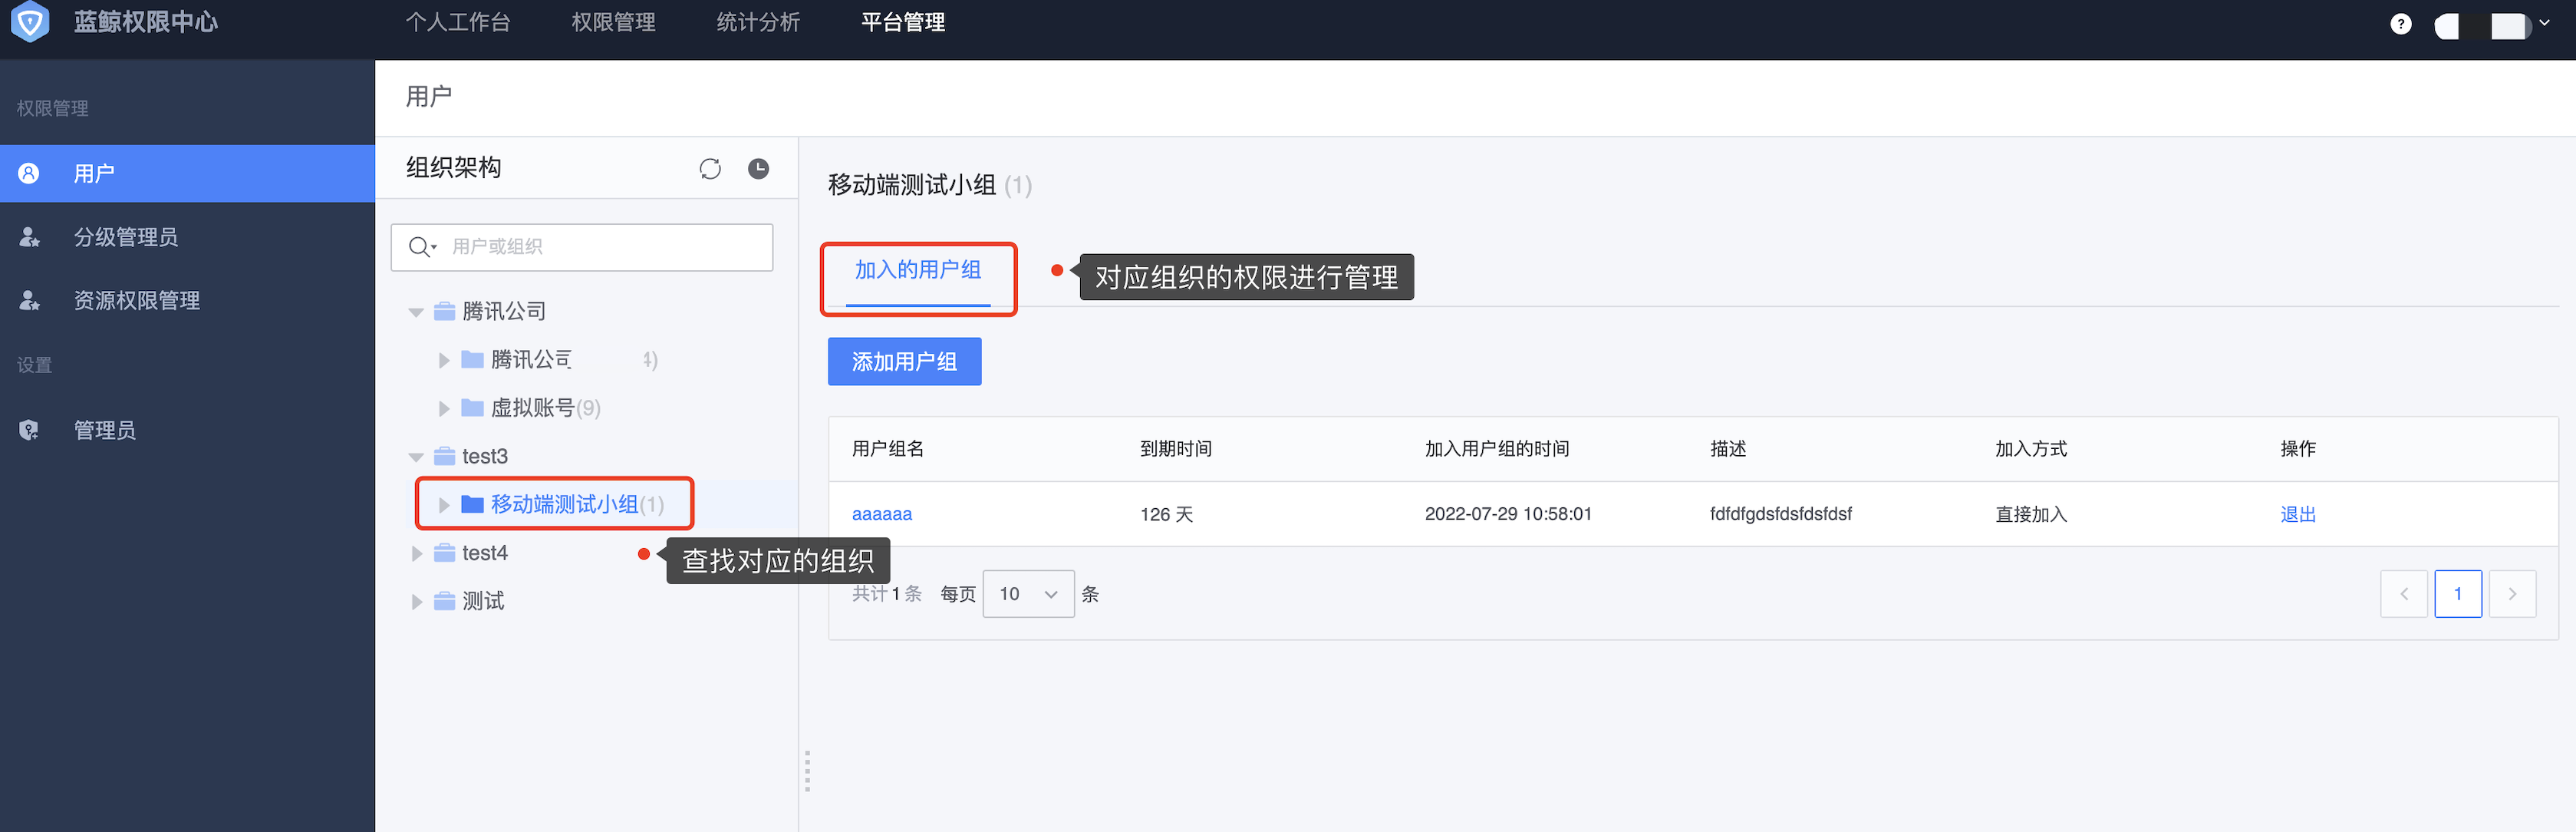 蓝鲸权限中心
个人工作台 权限管理 统计分析 平台管理
?
权限管理
用户
分级管理员
资源权限管理
设置
管理员
用户
组织架构
用户或组织
腾讯公司
腾讯公司
虚拟账号(9)
test3
移动端测试小组(1)
test4
测试
查找对应的组织
移动端测试小组 (1)
加入的用户组
对应组织的权限进行管理
添加用户组
用户组名 到期时间 加入用户组的时间 描述 加入方式 操作
aaaaaa 126 天 2022-07-29 10:58:01 fdfdfgdsfdsfdsfdsf 直接加入 退出
共计 1 条 每页 10 条
1